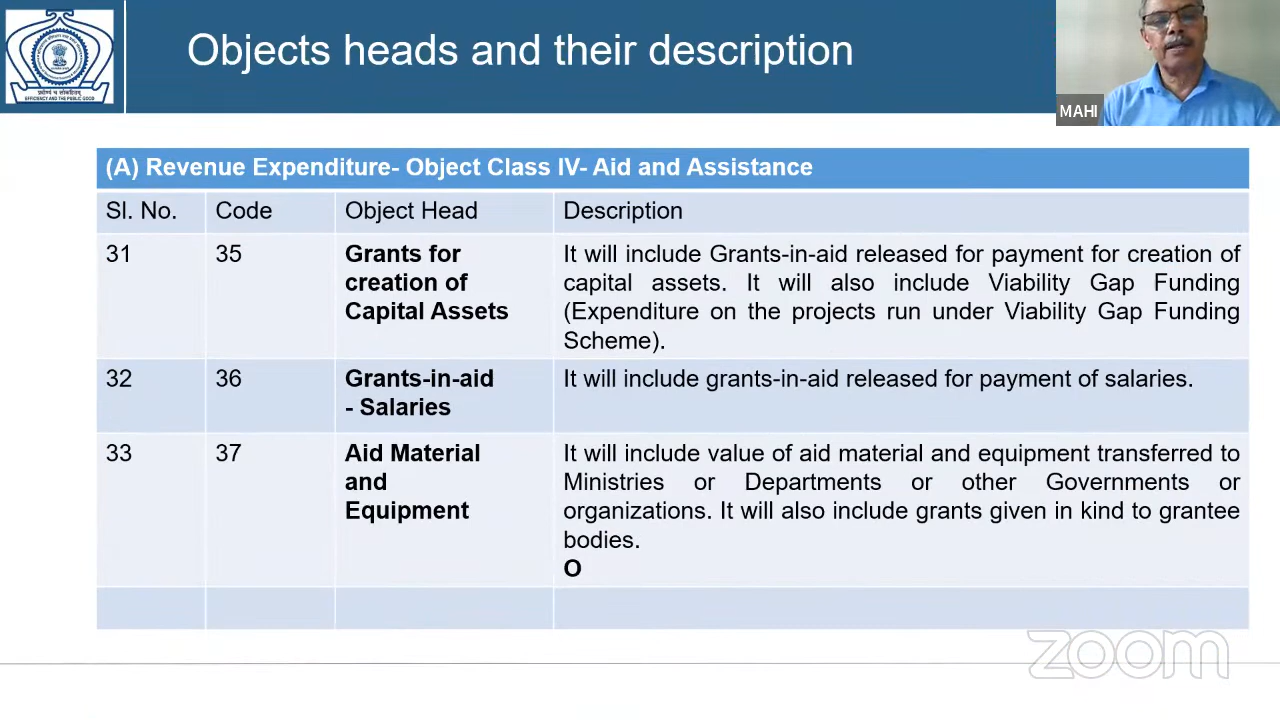 Objects heads and their description
EFFICIENCY AND THE PUBLIC GOOD
MAHI
(A) Revenue Expenditure- Object Class IV- Aid and Assistance
Sl. No. Code Object Head Description
31 35 Grants for It will include Grants-in-aid released for payment for creation of
creation of capital assets. It will also include Viability Gap Funding
Capital Assets (Expenditure on the projects run under Viability Gap Funding
Scheme).
32 36 Grants-in-aid It will include grants-in-aid released for payment of salaries.
- Salaries
33 37 Aid Material It will include value of aid material and equipment transferred to
and Ministries or Departments or other Governments or
Equipment organizations. It will also include grants given in kind to grantee
bodies.
O
zoom